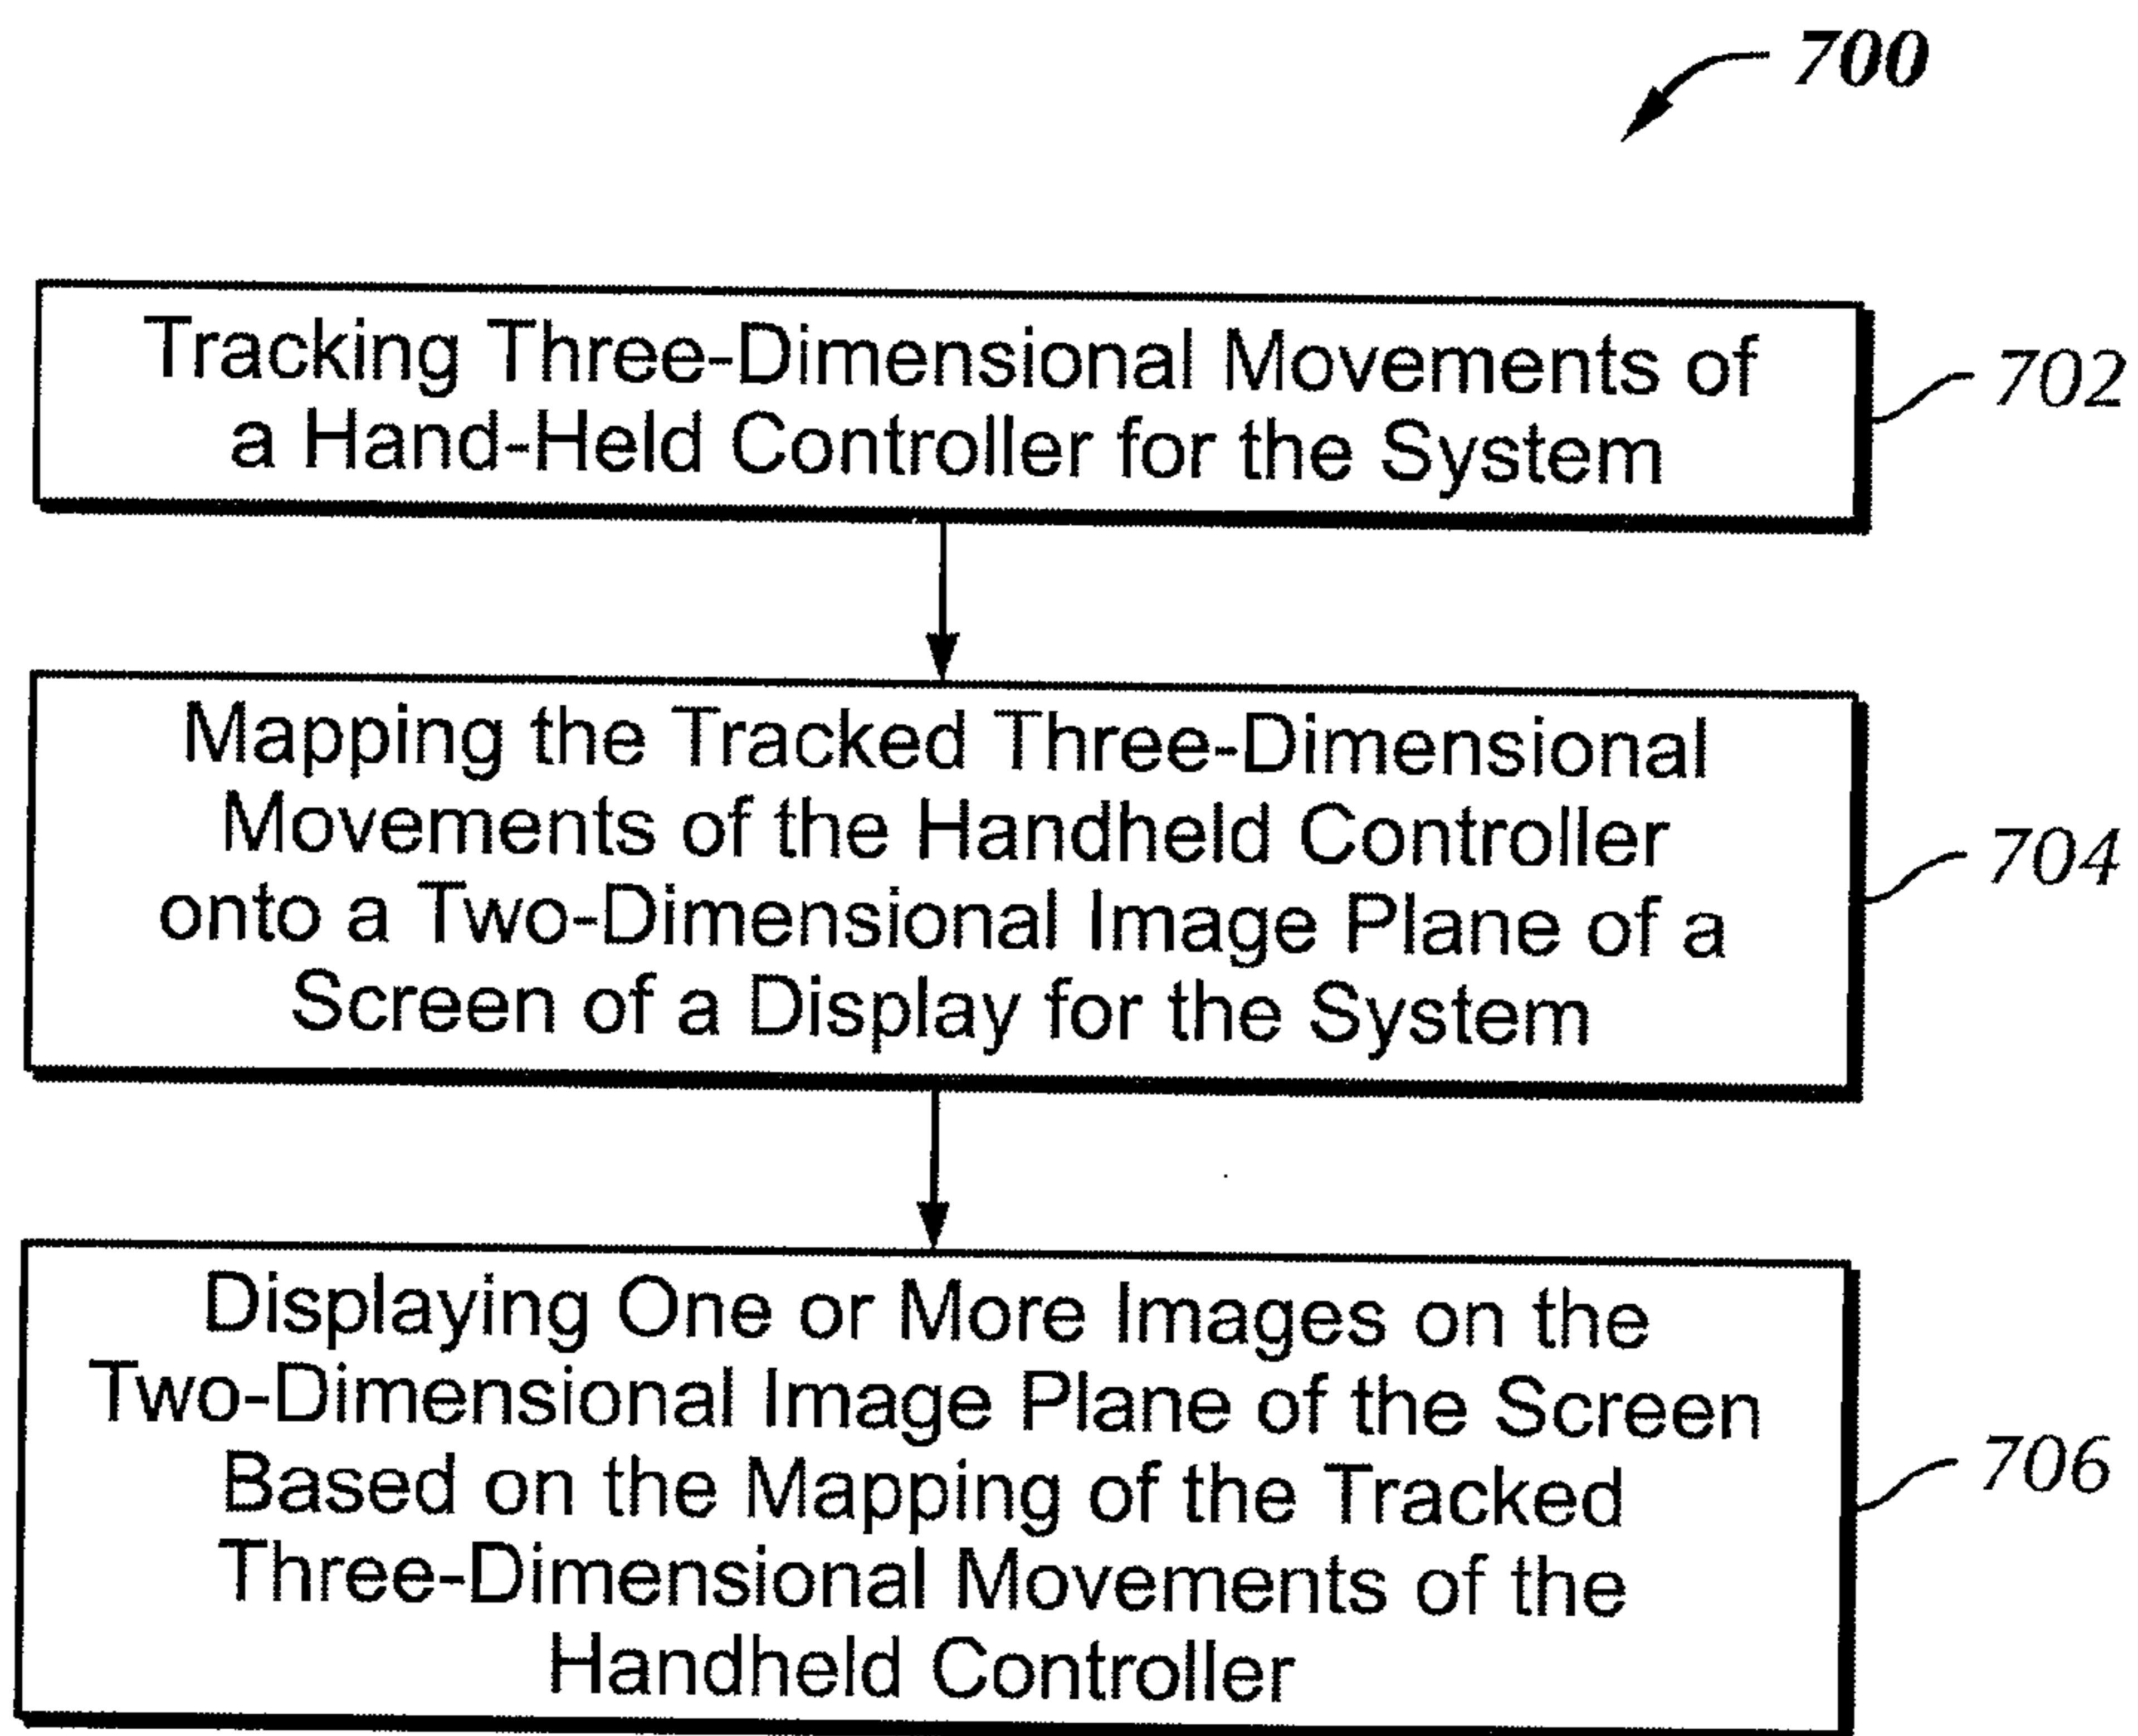 700
Tracking Three-Dimensional Movements of
a Hand-Held Controller for the System
702
Mapping the Tracked Three-Dimensional
Movements of the Handheld Controller
onto a Two-Dimensional Image Plane of a
Screen of a Display for the System
704
Displaying One or More Images on the
Two-Dimensional Image Plane of the Screen
Based on the Mapping of the Tracked
Three-Dimensional Movements of the
Handheld Controller
706